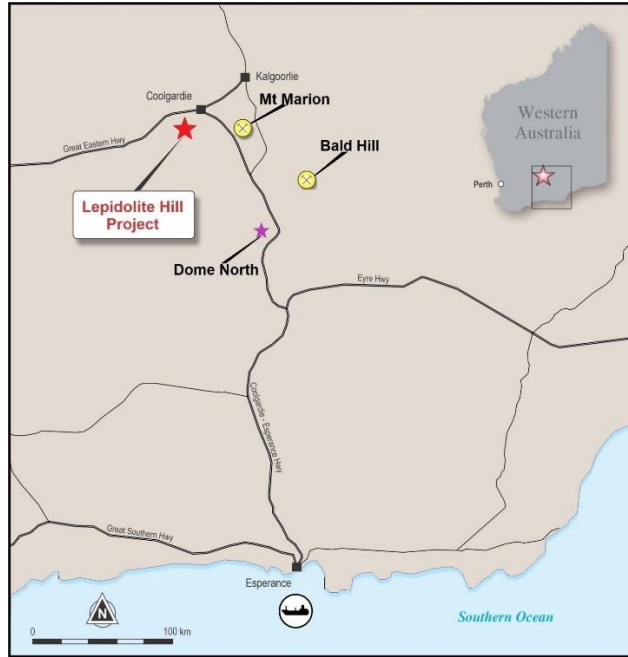 Kalgoorlie
Coolgardie
Mt Marion
Great Eastern Hwy
Bald Hill
Lepidolite Hill
Project
Dome North
Western
Australia
Perth
Eyre Hwy
Coolgardie - Esperance Hwy
Great Southern Hwy
Esperance
N
Southern Ocean
0 100 km